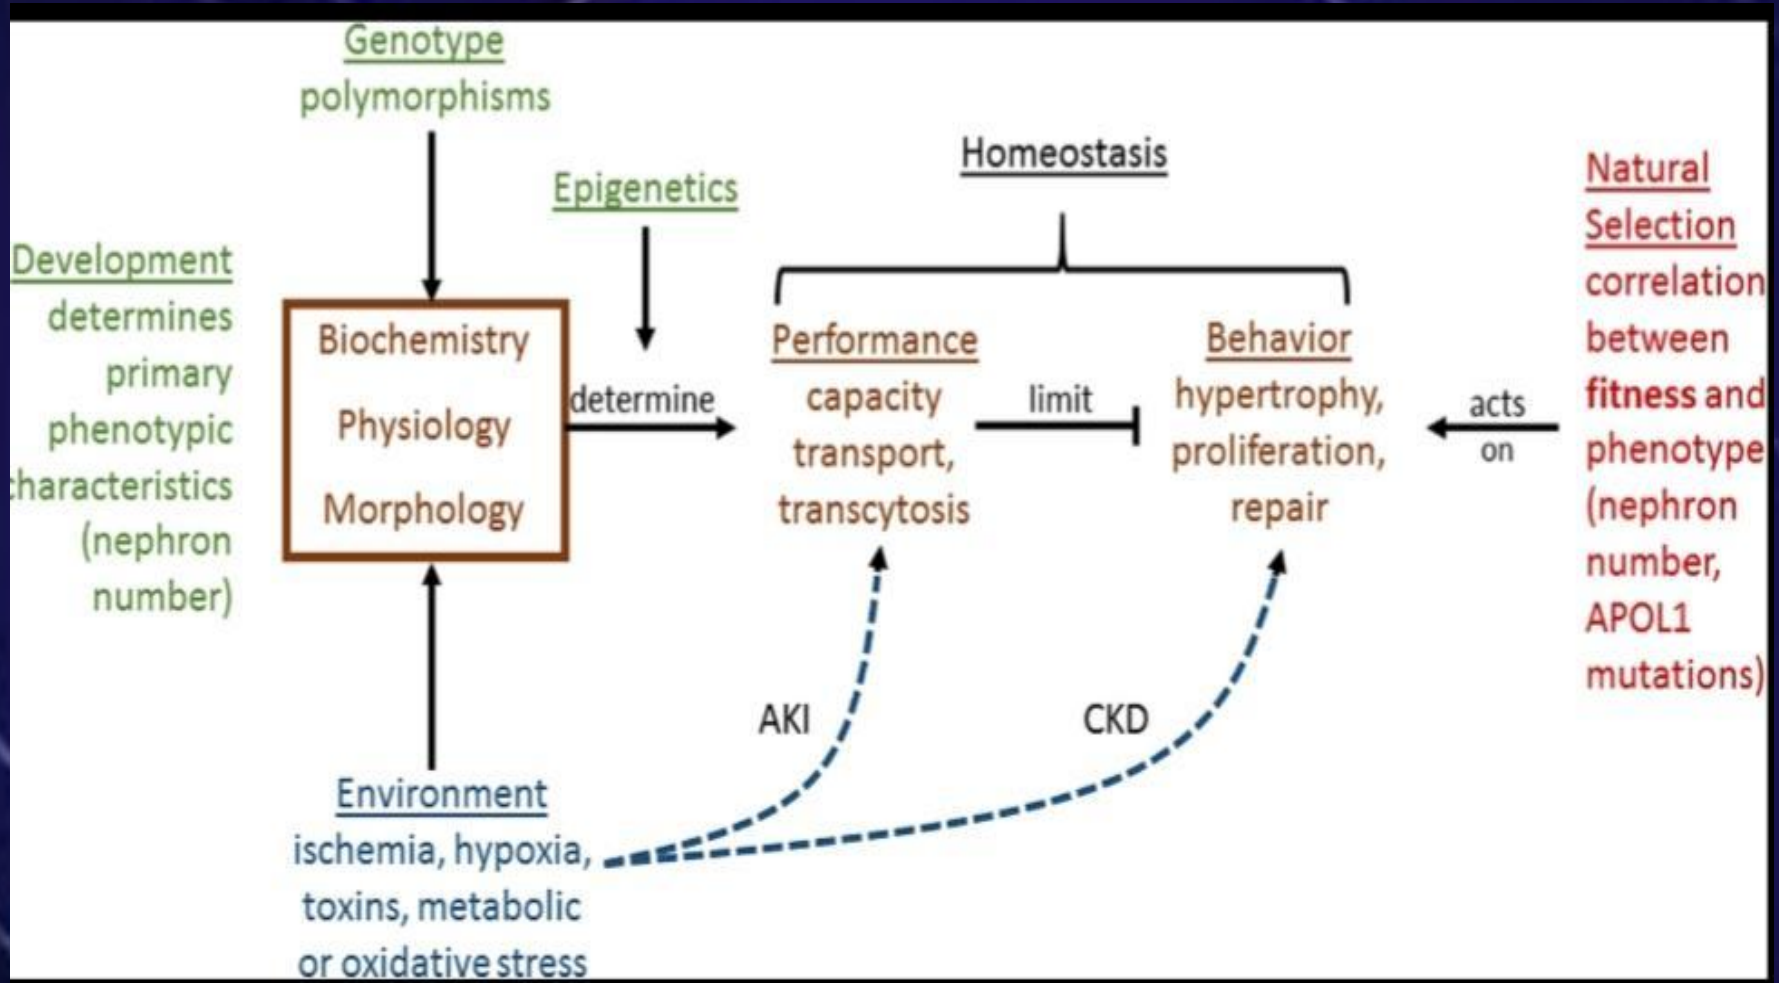 Genotype
polymorphisms
Epigenetics
Homeostasis
Development
determines
primary
phenotypic
characteristics
(nephron
number)
Biochemistry
Physiology
Morphology
determine
Performance
capacity
transport,
transcytosis
limit
Behavior
hypertrophy,
proliferation,
repair
acts
on
Natural
Selection
correlation
between
fitness and
phenotype
(nephron
number,
APOL1
mutations)
AKI
CKD
Environment
ischemia, hypoxia,
toxins, metabolic
or oxidative stress